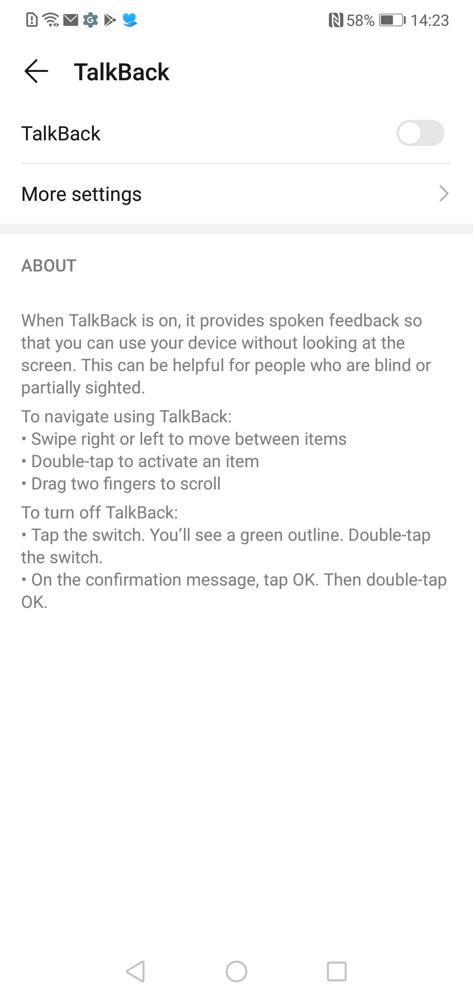 58% 14:23
TalkBack
TalkBack
More settings
ABOUT
When TalkBack is on, it provides spoken feedback so
that you can use your device without looking at the
screen. This can be helpful for people who are blind or
partially sighted.
To navigate using TalkBack:
• Swipe right or left to move between items
• Double-tap to activate an item
• Drag two fingers to scroll
To turn off TalkBack:
• Tap the switch. You’ll see a green outline. Double-tap
the switch.
• On the confirmation message, tap OK. Then double-tap
OK.